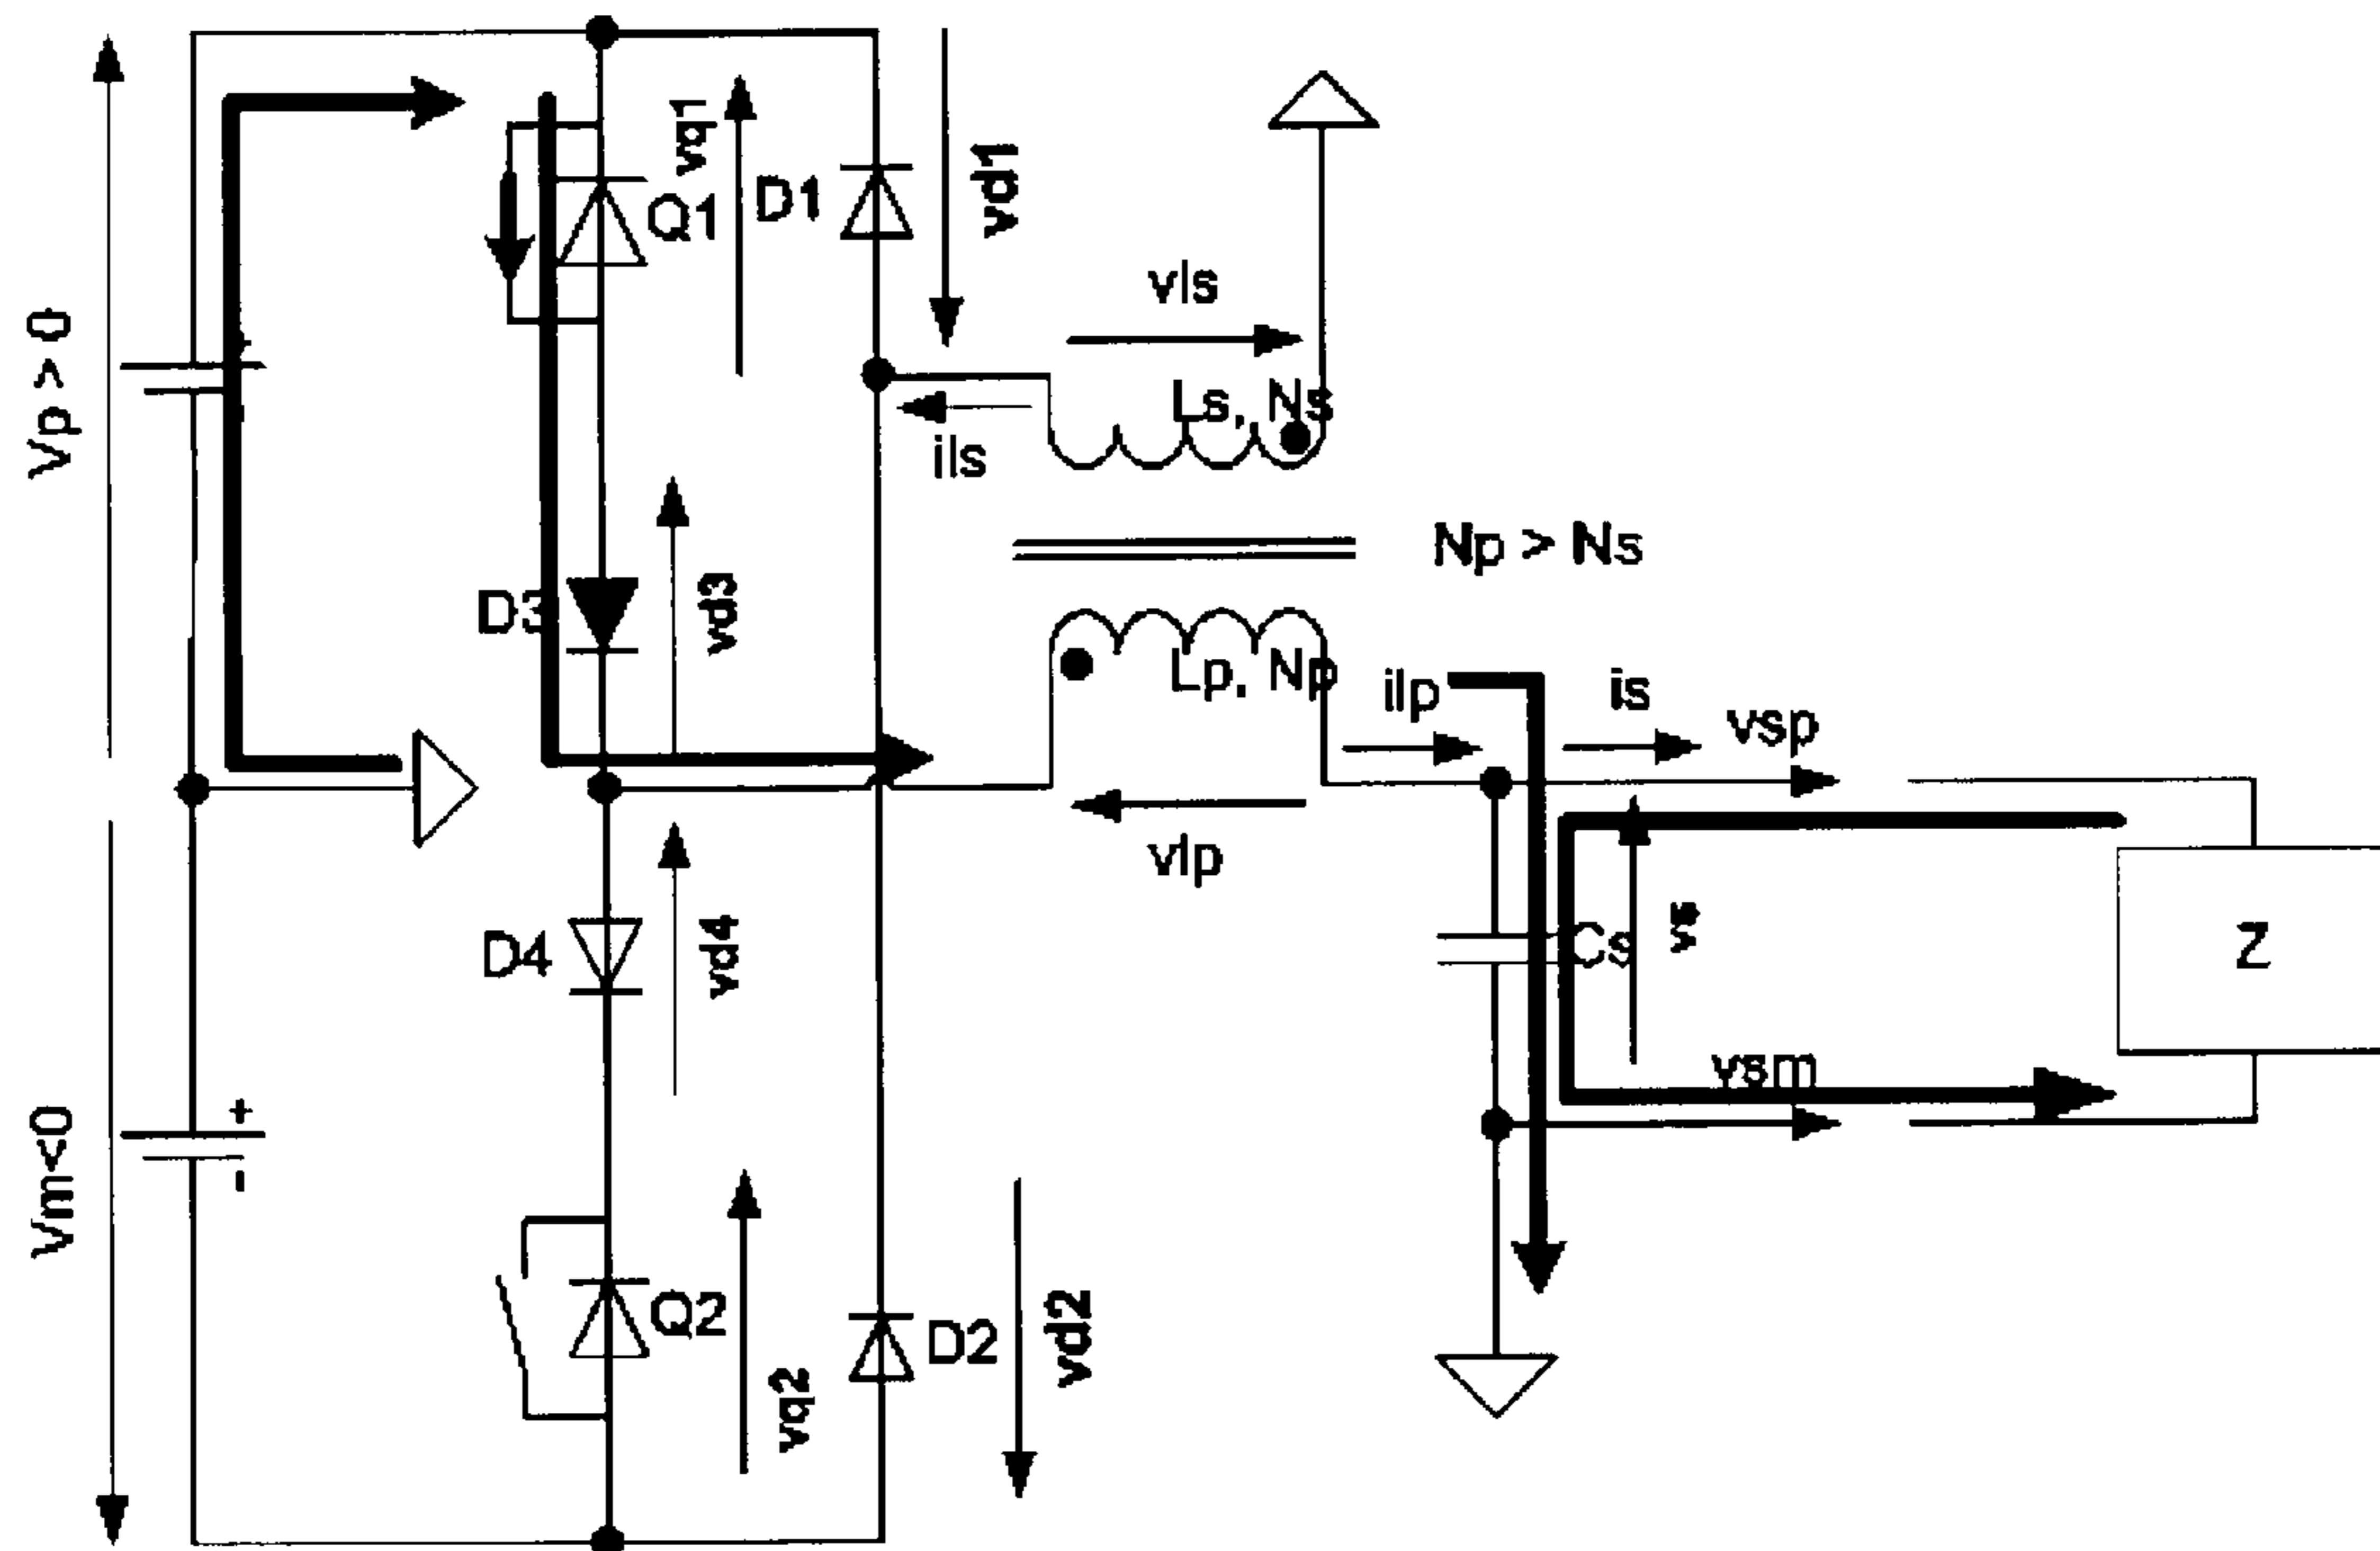 Vp > 0
vq1
Q1
D1
vd1
vls
Ls, Ns
ils
Np > Ns
D3
vd3
Lp, Np
ilp
is
vsp
vlp
D4
vd4
Cs
vs
Z
vsm
+
-
Vm<0
Q2
vq2
D2
vd2